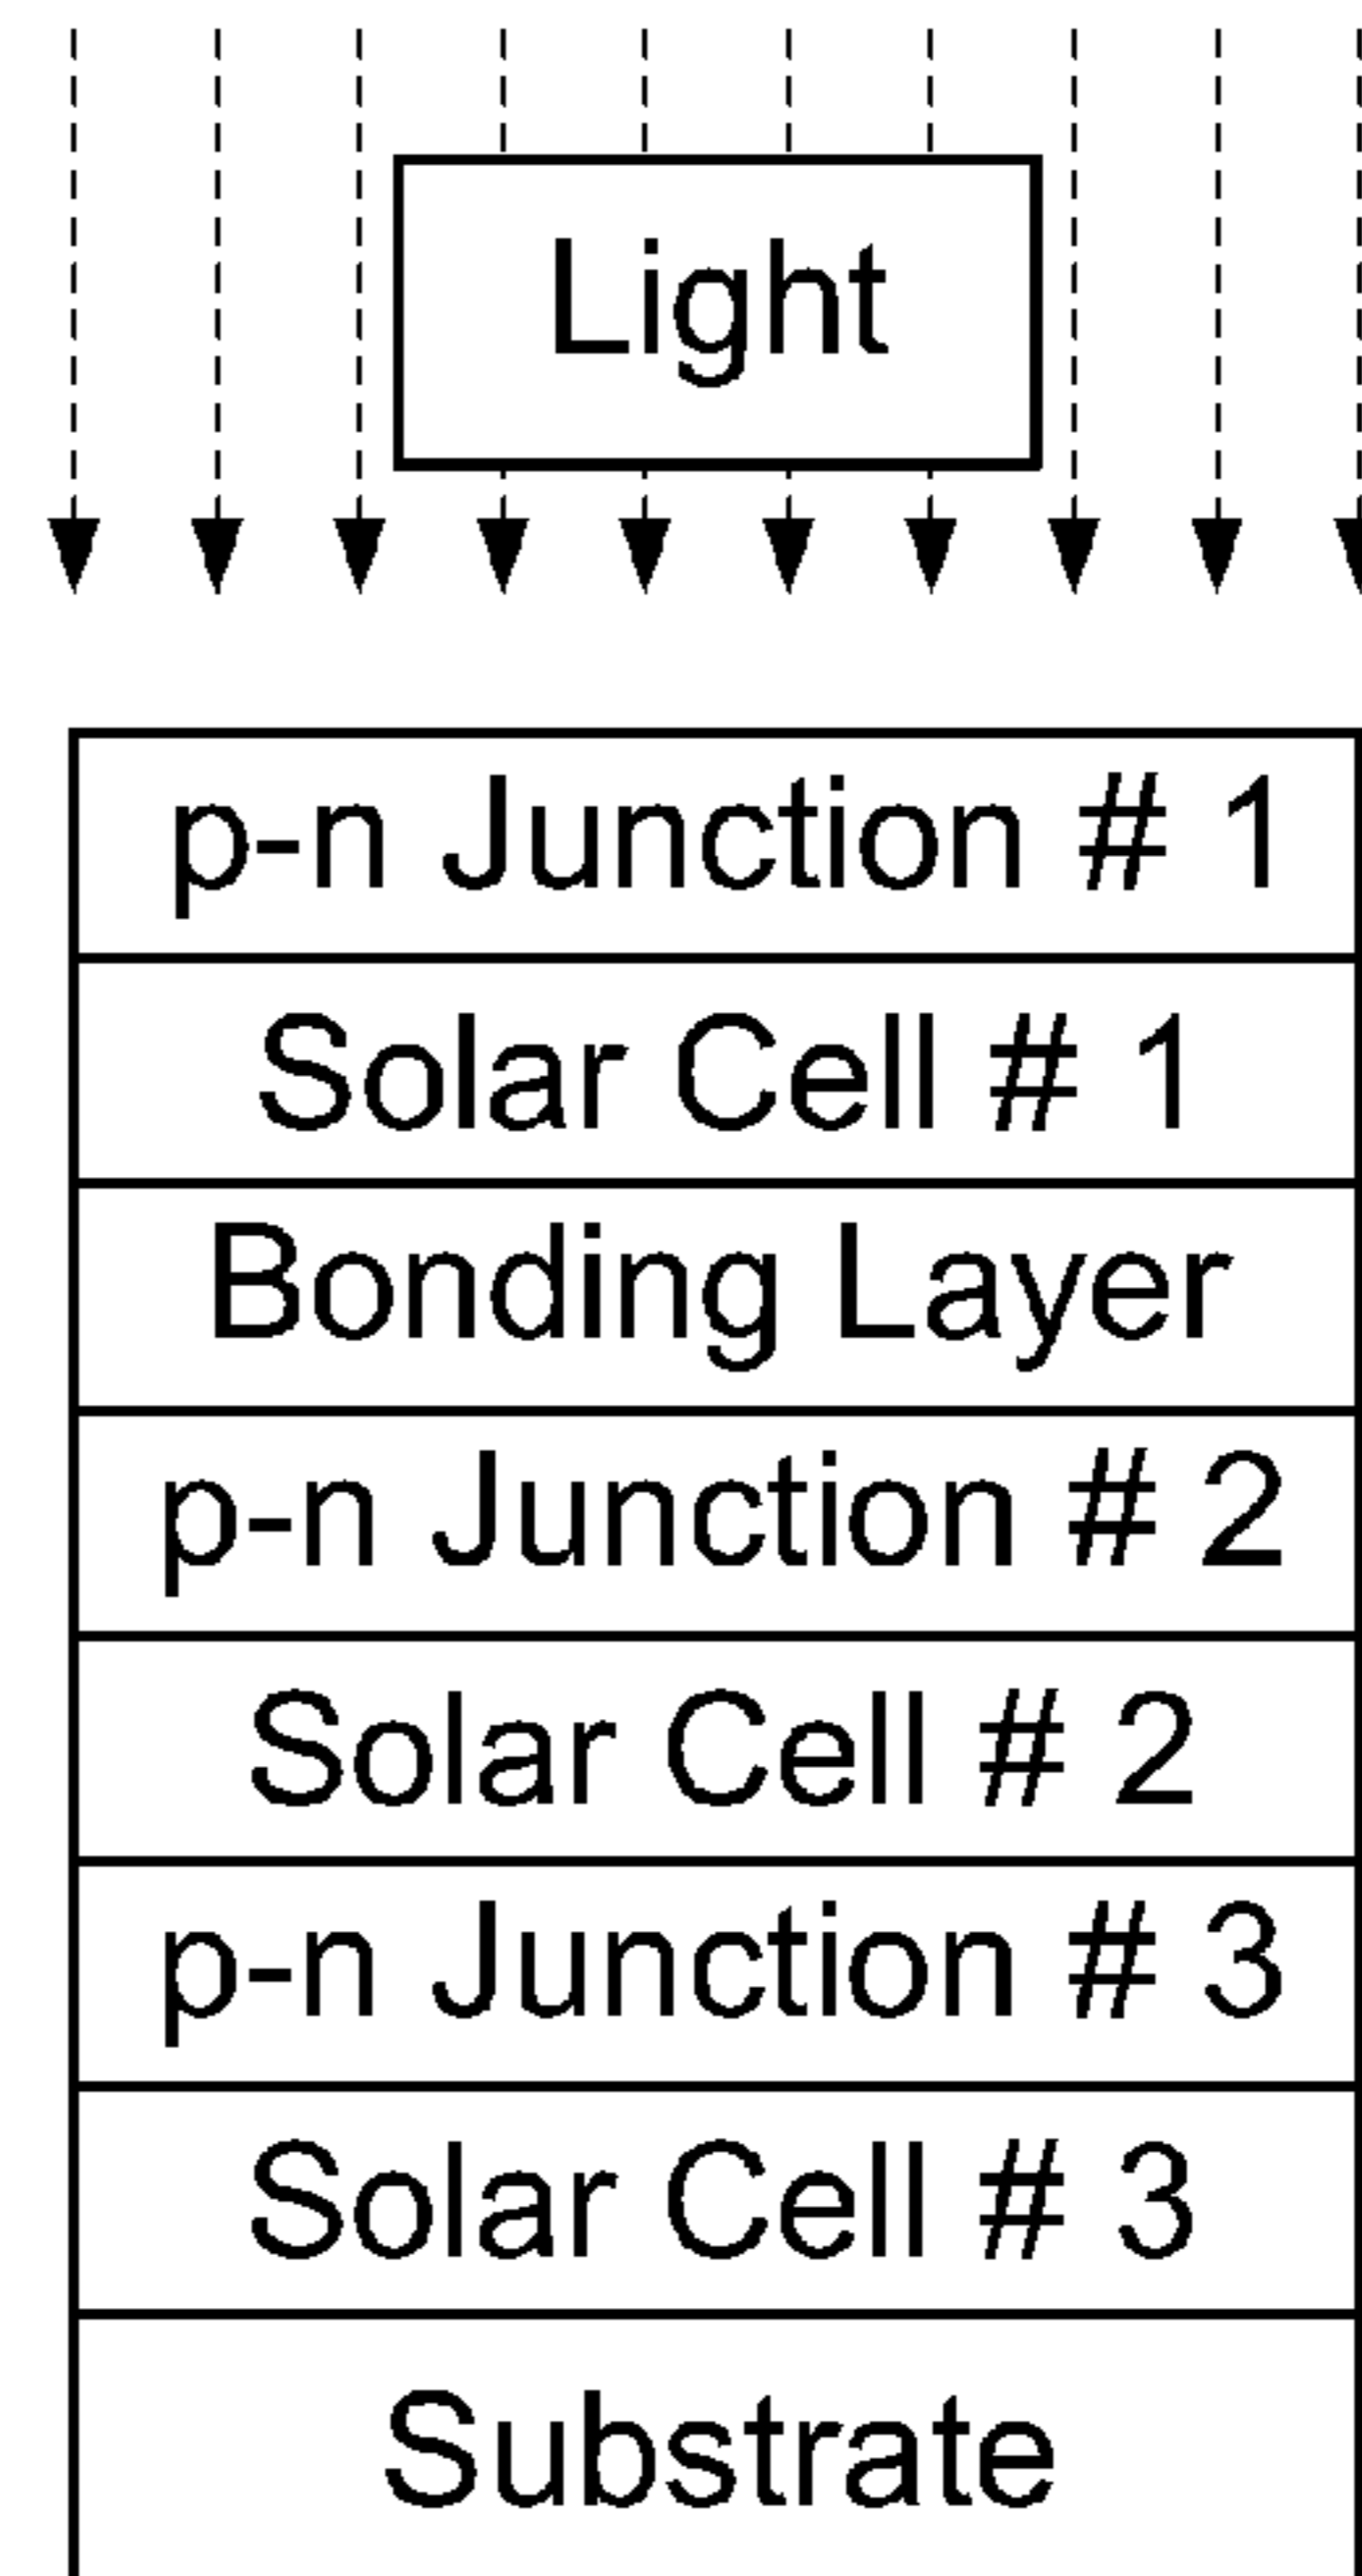 Light
p-n Junction # 1
Solar Cell # 1
Bonding Layer
p-n Junction # 2
Solar Cell # 2
p-n Junction # 3
Solar Cell # 3
Substrate